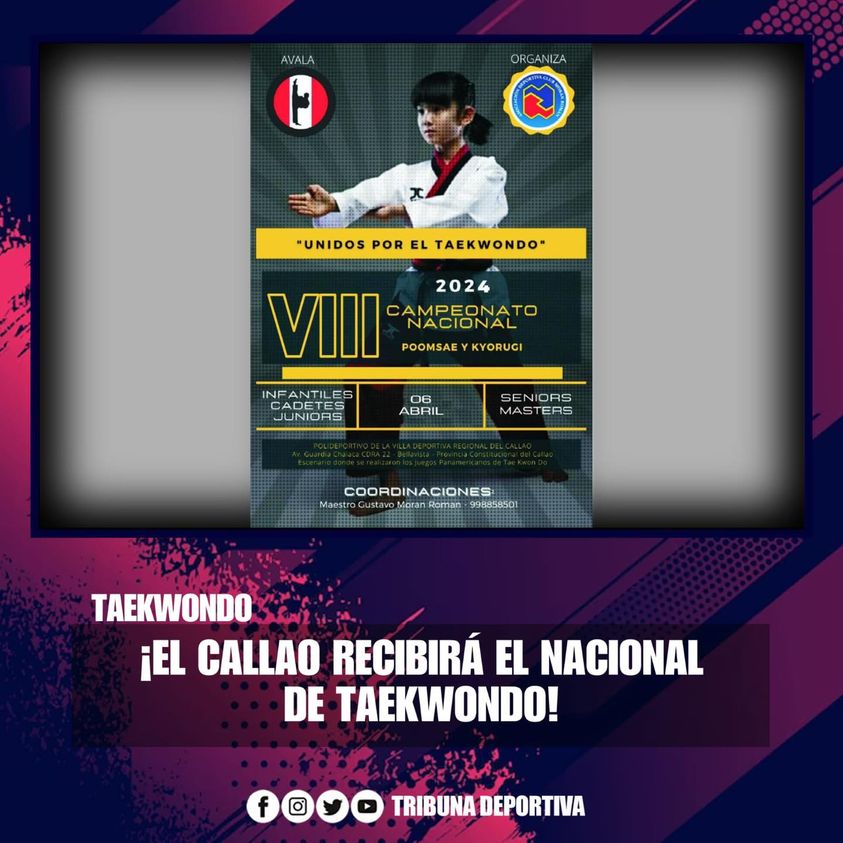 AVALA
ORGANIZA
"UNIDOS POR EL TAEKWONDO"
2024
VIII
CAMPEONATO
NACIONAL
POOMSAE Y KYORUGI
INFANTILES
CADETES
JUNIORS
06
ABRIL
SENIORS
MASTERS
POLIDEPORTIVO DE LA VILLA DEPORTIVA REGIONAL DEL CALLAO
Av. Guardia Chalaca CDRA 22 - Bellavista - Provincia Constitucional del Callao
Escenario donde se realizaron los juegos Panamericanos de Tae Kwon Do
COORDINACIONES:
Maestro Gustavo Moran Roman - 998858501
TAEKWONDO
¡EL CALLAO RECIBIRÁ EL NACIONAL
DE TAEKWONDO!
TRIBUNA DEPORTIVA